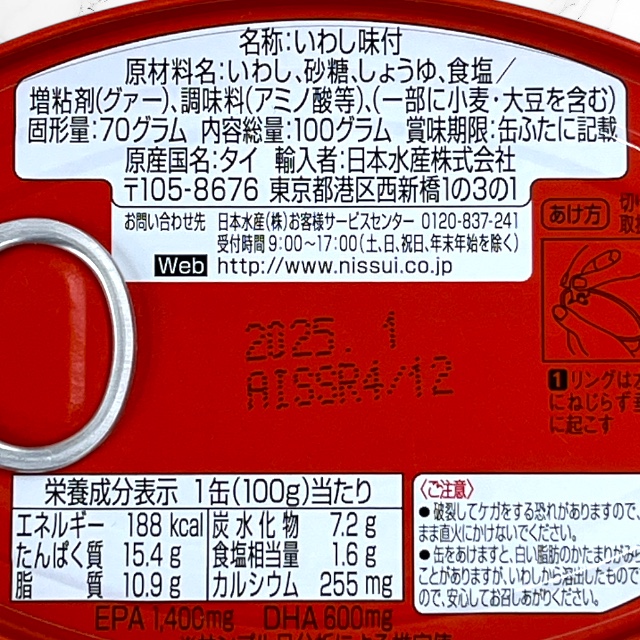 名称:いわし味付
原材料名:いわし、砂糖、しょうゆ、食塩／
増粘剤(グァー)、調味料(アミノ酸等)、(一部に小麦・大豆を含む)
固形量:70グラム 内容総量:100グラム 賞味期限:缶ふたに記載
原産国名:タイ 輸入者:日本水産株式会社
〒105-8676 東京都港区西新橋1の3の1
お問い合わせ先 日本水産(株)お客様サービスセンター 0120-837-241
受付時間 9:00〜17:00(土、日、祝日、年末年始を除く)
Web http://www.nissui.co.jp
あけ方
2025. 1
AISSR4/12
1 リングは
にねじらず
に起こす
栄養成分表示 1缶(100g)当たり
エネルギー 188 kcal 炭水化物 7.2 g
たんぱく質 15.4 g 食塩相当量 1.6 g
脂質 10.9 g カルシウム 255 mg
EPA 1,400mg DHA 600mg
〈ご注意〉
● 破裂してケガをする恐れがありますので、
まま直火にかけないでください。
● 缶をあけますと、白い脂肪のかたまりがみら
ことがありますが、いわしから溶出したもので
ので、安心してお召しあがりください。